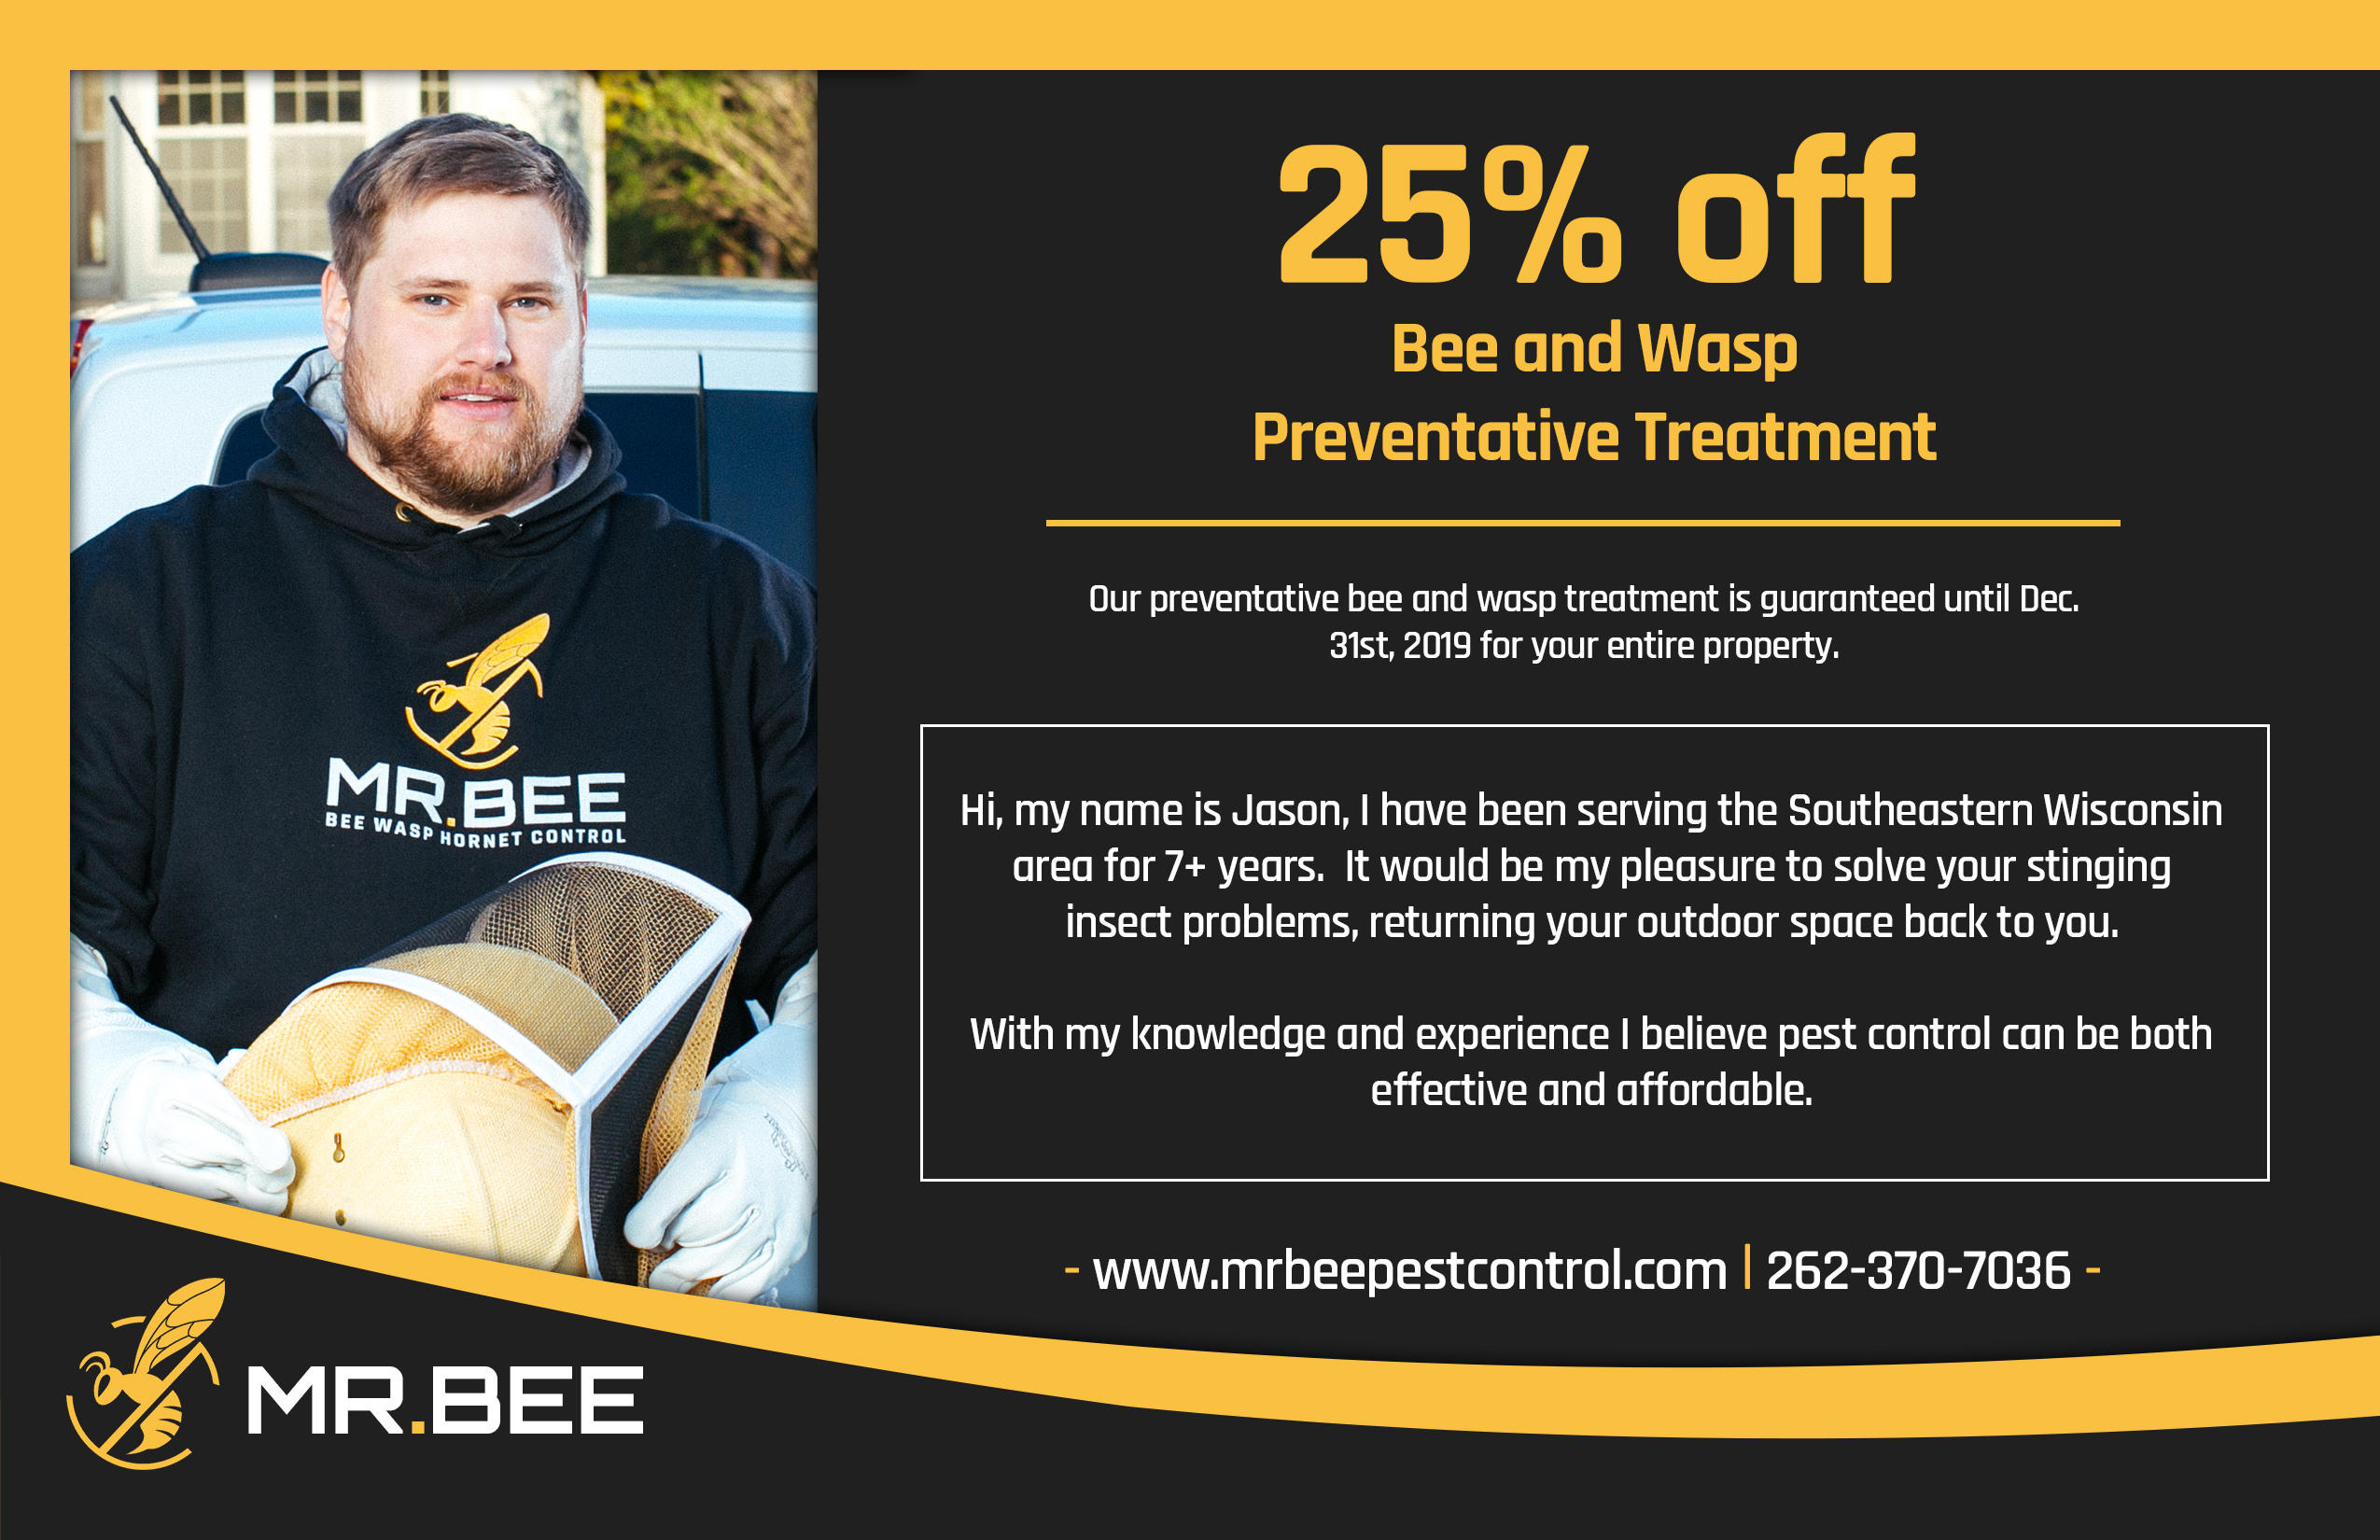 25% off
Bee and Wasp
Preventative Treatment
Our preventative bee and wasp treatment is guaranteed until Dec.
31st, 2019 for your entire property.
Hi, my name is Jason, I have been serving the Southeastern Wisconsin
area for 7+ years.  It would be my pleasure to solve your stinging
insect problems, returning your outdoor space back to you.
With my knowledge and experience I believe pest control can be both
effective and affordable.
- www.mrbeepestcontrol.com | 262-370-7036 -
MR.BEE
BEE WASP HORNET CONTROL
MR.BEE